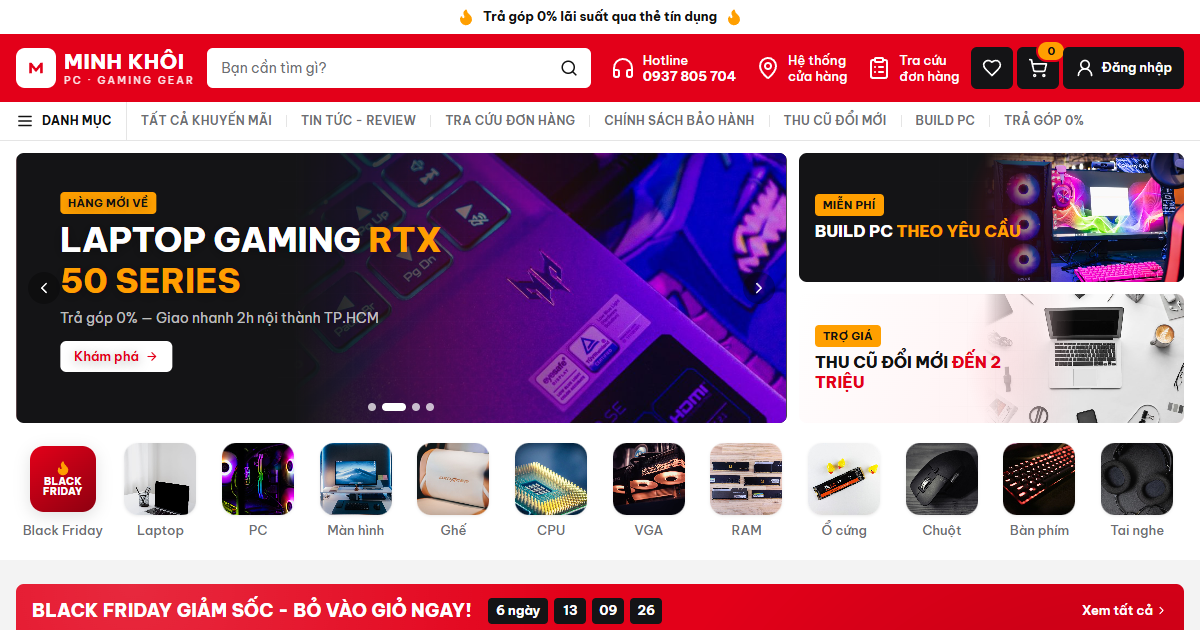 Trả góp 0% lãi suất qua thẻ tín dụng
M
MINH KHÔI
PC · GAMING GEAR
Bạn cần tìm gì?
Hotline
0937 805 704
Hệ thống
cửa hàng
Tra cứu
đơn hàng
0
Đăng nhập
DANH MỤC
TẤT CẢ KHUYẾN MÃI
TIN TỨC - REVIEW
TRA CỨU ĐƠN HÀNG
CHÍNH SÁCH BẢO HÀNH
THU CŨ ĐỔI MỚI
BUILD PC
TRẢ GÓP 0%
HÀNG MỚI VỀ
LAPTOP GAMING RTX
50 SERIES
Trả góp 0% — Giao nhanh 2h nội thành TP.HCM
Khám phá
Pg Up
Pg Dn
HDMI
MIỄN PHÍ
BUILD PC THEO YÊU CẦU
TRỢ GIÁ
THU CŨ ĐỔI MỚI ĐẾN 2
TRIỆU
BLACK
FRIDAY
Black Friday
Laptop
PC
Màn hình
Ghế
CPU
VGA
RAM
Ổ cứng
Chuột
Bàn phím
Tai nghe
BLACK FRIDAY GIẢM SỐC - BỎ VÀO GIỎ NGAY!
6 ngày
13
09
26
Xem tất cả